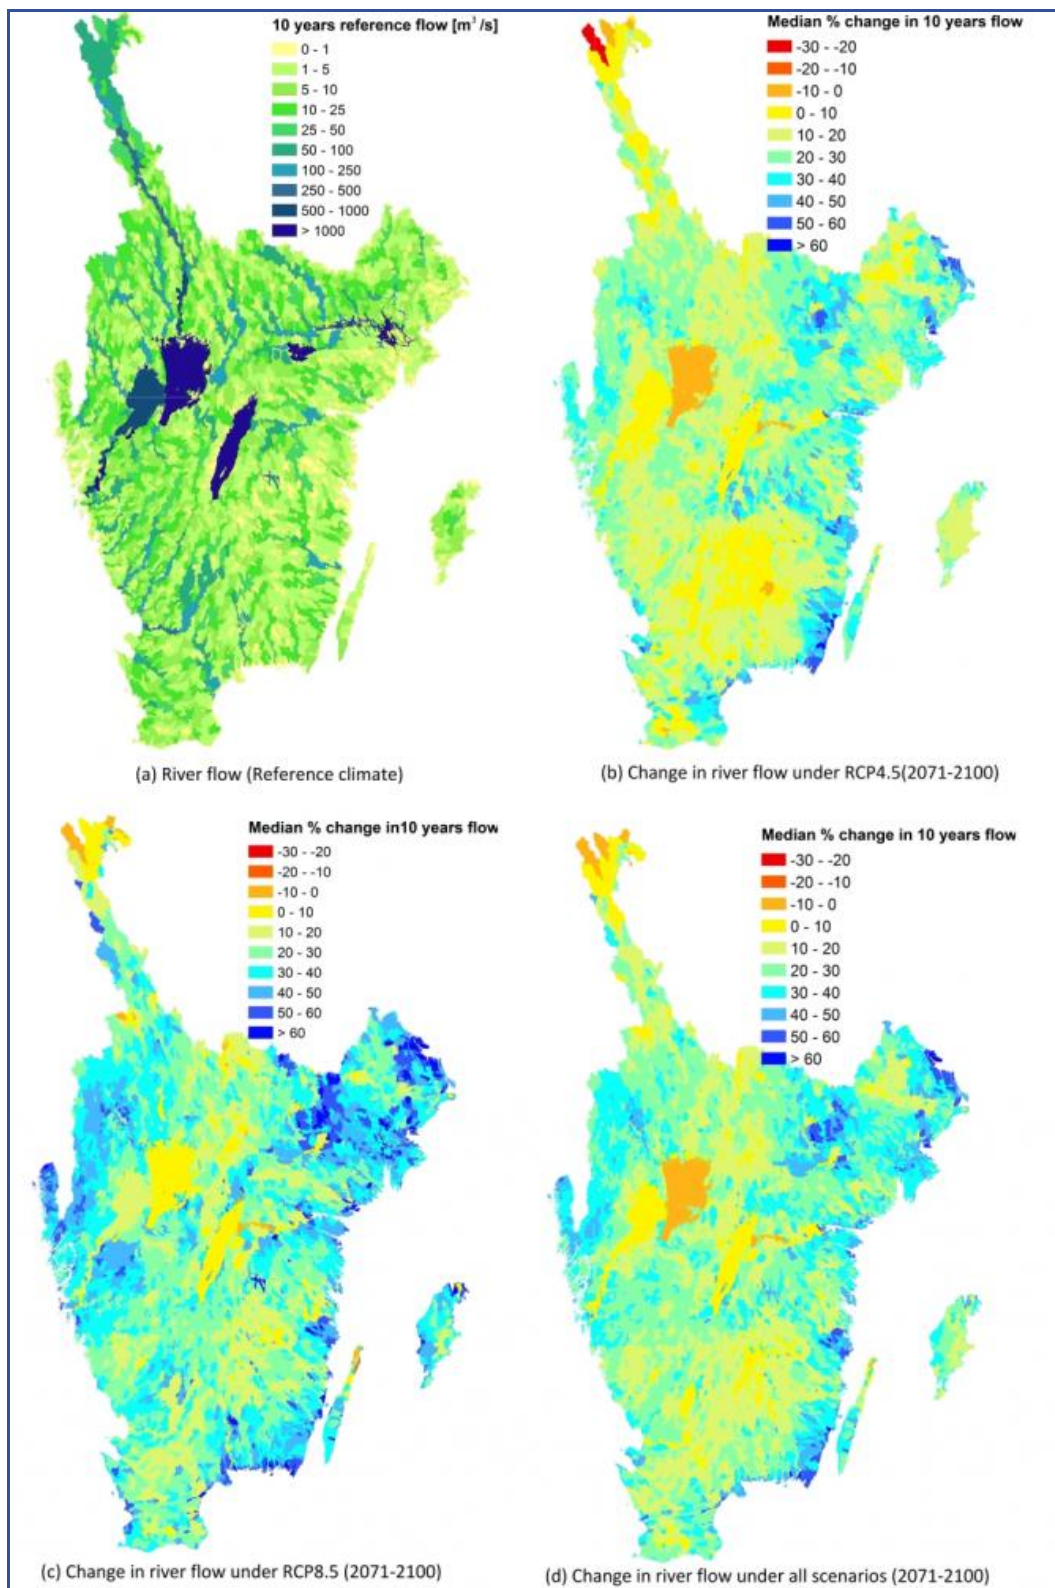 10 years reference flow [m³/s]
0 - 1
1 - 5
5 - 10
10 - 25
25 - 50
50 - 100
100 - 250
250 - 500
500 - 1000
> 1000
(a) River flow (Reference climate)
Median % change in 10 years flow
-30 - -20
-20 - -10
-10 - 0
0 - 10
10 - 20
20 - 30
30 - 40
40 - 50
50 - 60
> 60
(b) Change in river flow under RCP4.5(2071-2100)
Median % change in10 years flow
-30 - -20
-20 - -10
-10 - 0
0 - 10
10 - 20
20 - 30
30 - 40
40 - 50
50 - 60
> 60
(c) Change in river flow under RCP8.5 (2071-2100)
Median % change in 10 years flow
-30 - -20
-20 - -10
-10 - 0
0 - 10
10 - 20
20 - 30
30 - 40
40 - 50
50 - 60
> 60
(d) Change in river flow under all scenarios (2071-2100)